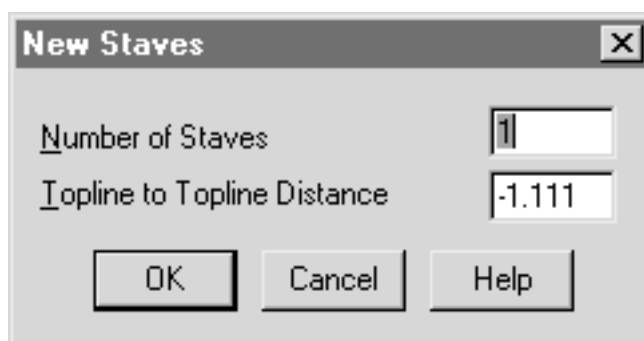 New Staves
Number of Staves 1
Topline to Topline Distance -1.111
OK Cancel Help